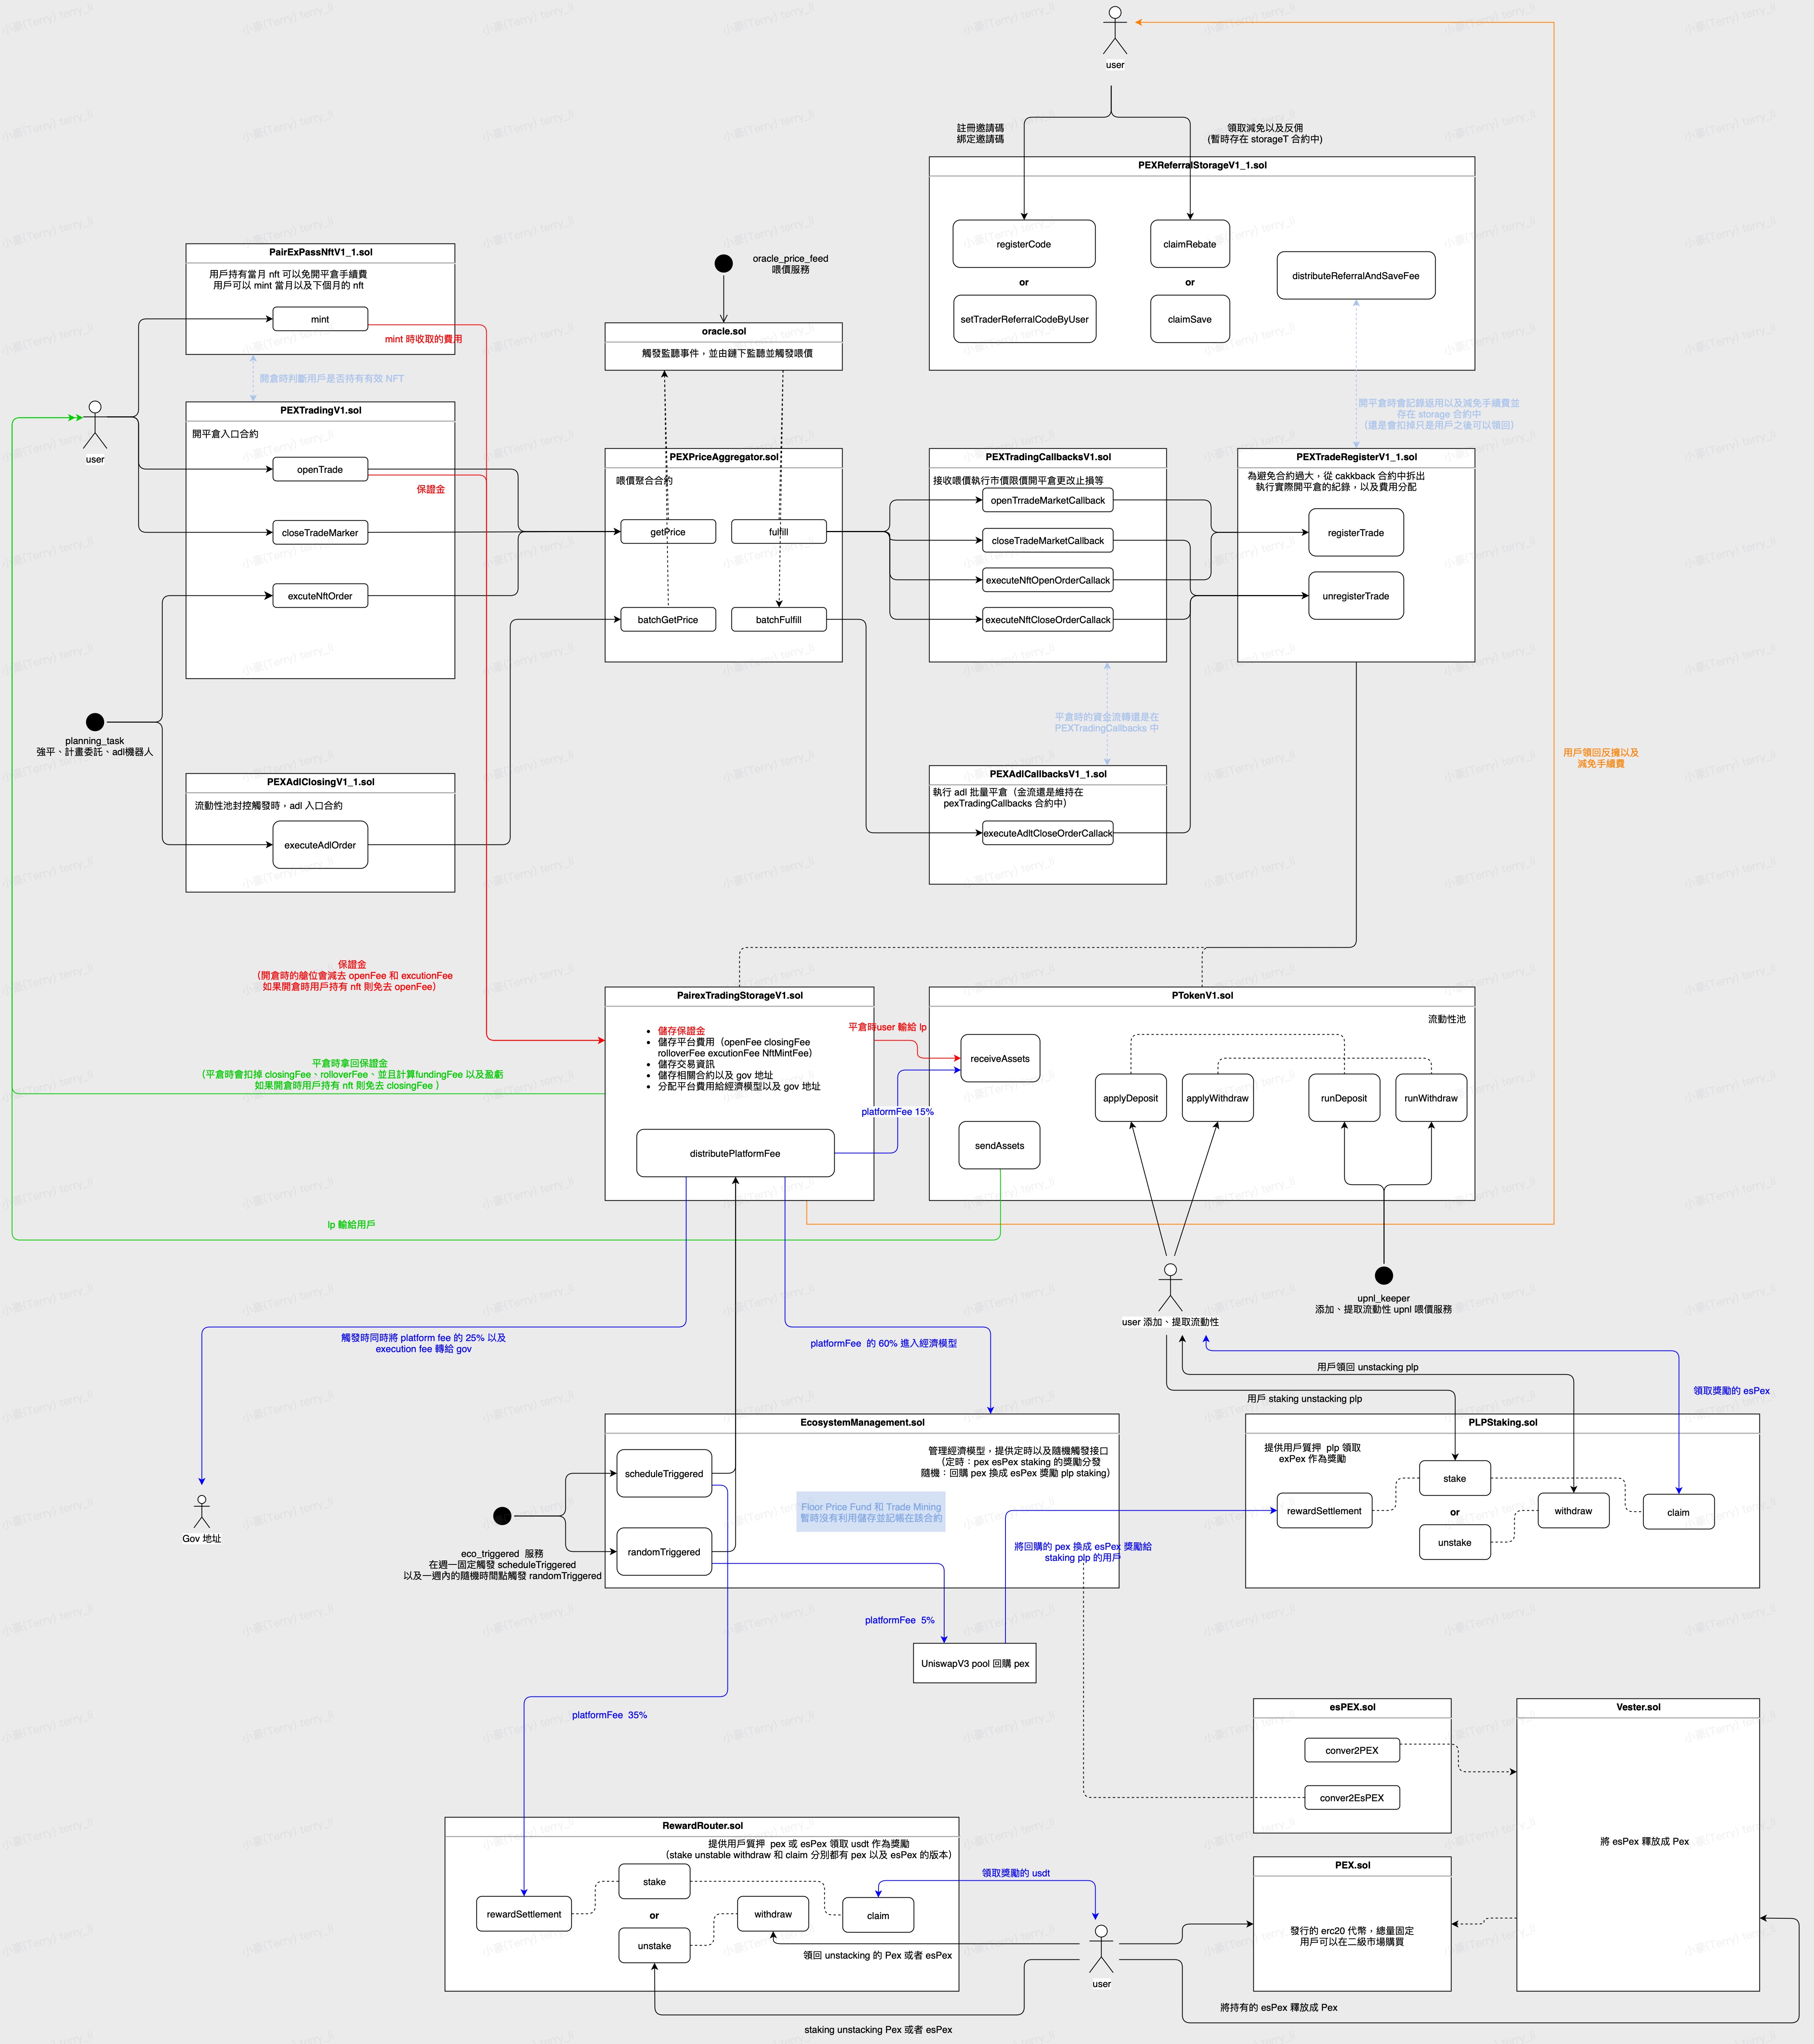 user
註冊邀請碼
綁定邀請碼
領取減免以及反佣
(暫時存在 storageT 合約中)
PEXReferralStorageV1_1.sol
registerCode
or
setTraderReferralCodeByUser
claimRebate
or
claimSave
distributeReferralAndSaveFee
PairExPassNftV1_1.sol
用戶持有當月 nft 可以免開平倉手續費
用戶可以 mint 當月以及下個月的 nft
mint
mint 時收取的費用
開倉時判斷用戶是否持有有效 NFT
oracle_price_feed
喂價服務
oracle.sol
觸發監聽事件，並由鏈下監聽並觸發喂價
user
PEXTradingV1.sol
開平倉入口合約
openTrade
保證金
closeTradeMarker
excuteNftOrder
PEXPriceAggregator.sol
喂價聚合合約
getPrice
fulfill
batchGetPrice
batchFulfill
PEXTradingCallbacksV1.sol
接收喂價執行市價限價開平倉更改止損等
openTrradeMarketCallback
closeTradeMarketCallback
executeNftOpenOrderCallack
executeNftCloseOrderCallack
開平倉時會記錄返用以及減免手續費並
存在 storage 合約中
（還是會扣掉只是用戶之後可以領回）
PEXTradeRegisterV1_1.sol
為避免合約過大，從 cakkback 合約中拆出
執行實際開平倉的紀錄，以及費用分配
registerTrade
unregisterTrade
planning_task
強平、計畫委託、adl機器人
PEXAdlClosingV1_1.sol
流動性池封控觸發時，adl 入口合約
executeAdlOrder
平倉時的資金流轉還是在
PEXTradingCallbacks 中
PEXAdlCallbacksV1_1.sol
執行 adl 批量平倉（金流還是維持在
pexTradingCallbacks 合約中）
executeAdltCloseOrderCallack
用戶領回反擁以及
減免手續費
保證金
（開倉時的艙位會減去 openFee 和 excutionFee
如果開倉時用戶持有 nft 則免去 openFee）
平倉時拿回保證金
（平倉時會扣掉 closingFee、rolloverFee、並且計算fundingFee 以及盈虧
如果開倉時用戶持有 nft 則免去 closingFee ）
PairexTradingStorageV1.sol
• 儲存保證金
• 儲存平台費用（openFee closingFee
rolloverFee excutionFee NftMintFee）
• 儲存交易資訊
• 儲存相關合約以及 gov 地址
• 分配平台費用給經濟模型以及 gov 地址
distributePlatformFee
平倉時user 輸給 lp
platformFee 15%
PTokenV1.sol
流動性池
receiveAssets
sendAssets
applyDeposit
applyWithdraw
runDeposit
runWithdraw
lp 輸給用戶
user 添加、提取流動性
upnl_keeper
添加、提取流動性 upnl 喂價服務
觸發時同時將 platform fee 的 25% 以及
execution fee 轉給 gov
platformFee 的 60% 進入經濟模型
用戶領回 unstacking plp
用戶 staking unstacking plp
領取獎勵的 esPex
Gov 地址
EcosystemManagement.sol
管理經濟模型，提供定時以及隨機觸發接口
（定時：pex esPex staking 的獎勵分發
隨機：回購 pex 換成 esPex 獎勵 plp staking）
scheduleTriggered
randomTriggered
Floor Price Fund 和 Trade Mining
暫時沒有利用儲存並記帳在該合約
eco_triggered 服務
在週一固定觸發 scheduleTriggered
以及一週內的隨機時間點觸發 randomTriggered
將回購的 pex 換成 esPex 獎勵給
staking plp 的用戶
PLPStaking.sol
提供用戶質押 plp 領取
exPex 作為獎勵
rewardSettlement
stake
or
unstake
withdraw
claim
platformFee 5%
UniswapV3 pool 回購 pex
platformFee 35%
esPEX.sol
conver2PEX
conver2EsPEX
Vester.sol
將 esPex 釋放成 Pex
RewardRouter.sol
提供用戶質押 pex 或 esPex 領取 usdt 作為獎勵
（stake unstable withdraw 和 claim 分別都有 pex 以及 esPex 的版本）
rewardSettlement
stake
or
unstake
withdraw
claim
領取獎勵的 usdt
領回 unstacking 的 Pex 或者 esPex
user
PEX.sol
發行的 erc20 代幣，總量固定
用戶可以在二級市場購買
將持有的 esPex 釋放成 Pex
staking unstacking Pex 或者 esPex
小豪(Terry) terry_li